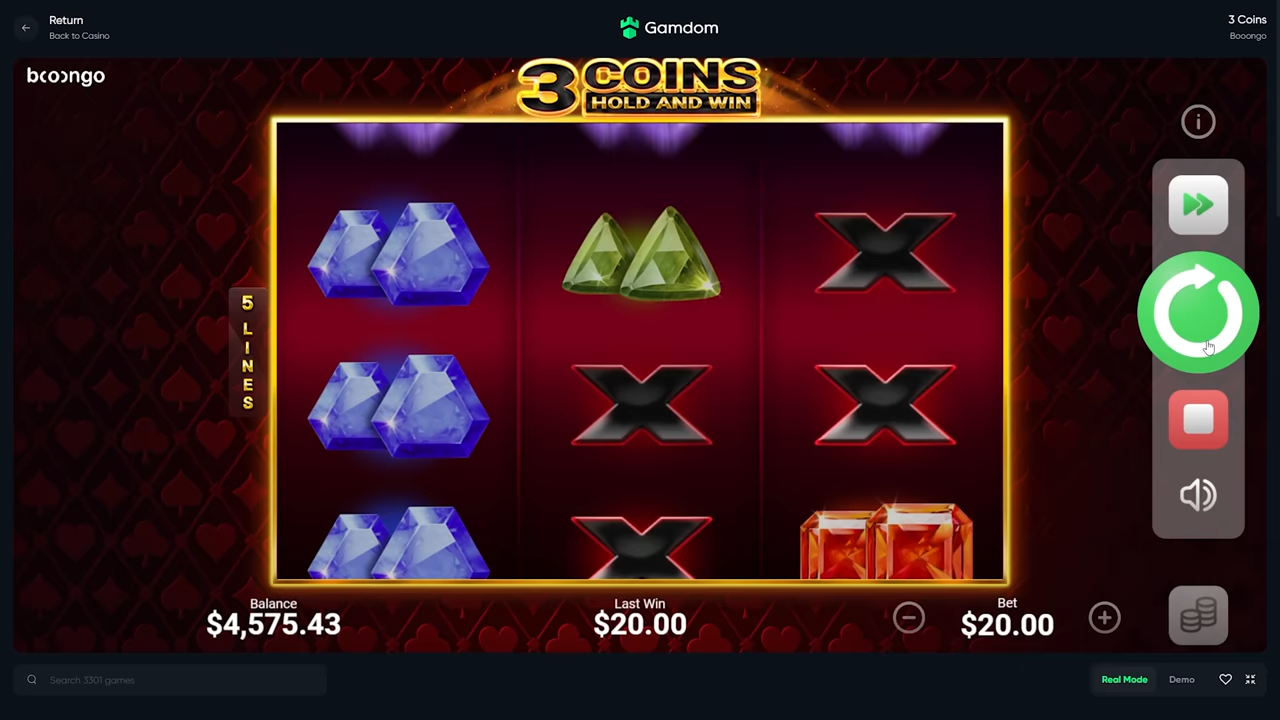 Return
Back to Casino
Gamdom
3 Coins
Booongo
booongo
3 COINS
HOLD AND WIN
5 LINES
Balance
$4,575.43
Last Win
$20.00
Bet
$20.00
Search 3301 games
Real Mode
Demo